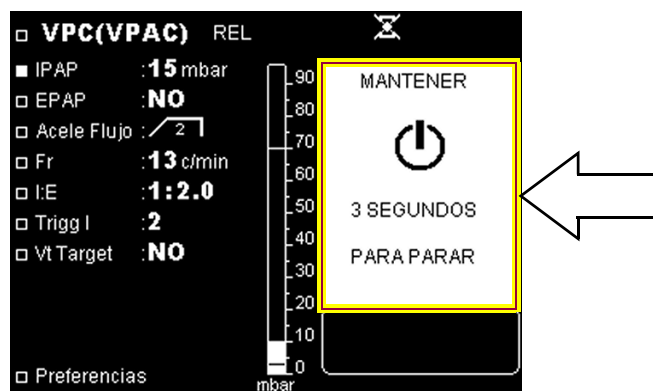 VPC(VPAC) REL
IPAP :15 mbar
EPAP :NO
Acele Flujo : 2
Fr :13 c/min
I:E :1:2.0
Trigg I :2
Vt Target :NO
Preferencias
90
80
70
60
50
40
30
20
10
0
mbar
MANTENER
3 SEGUNDOS
PARA PARAR